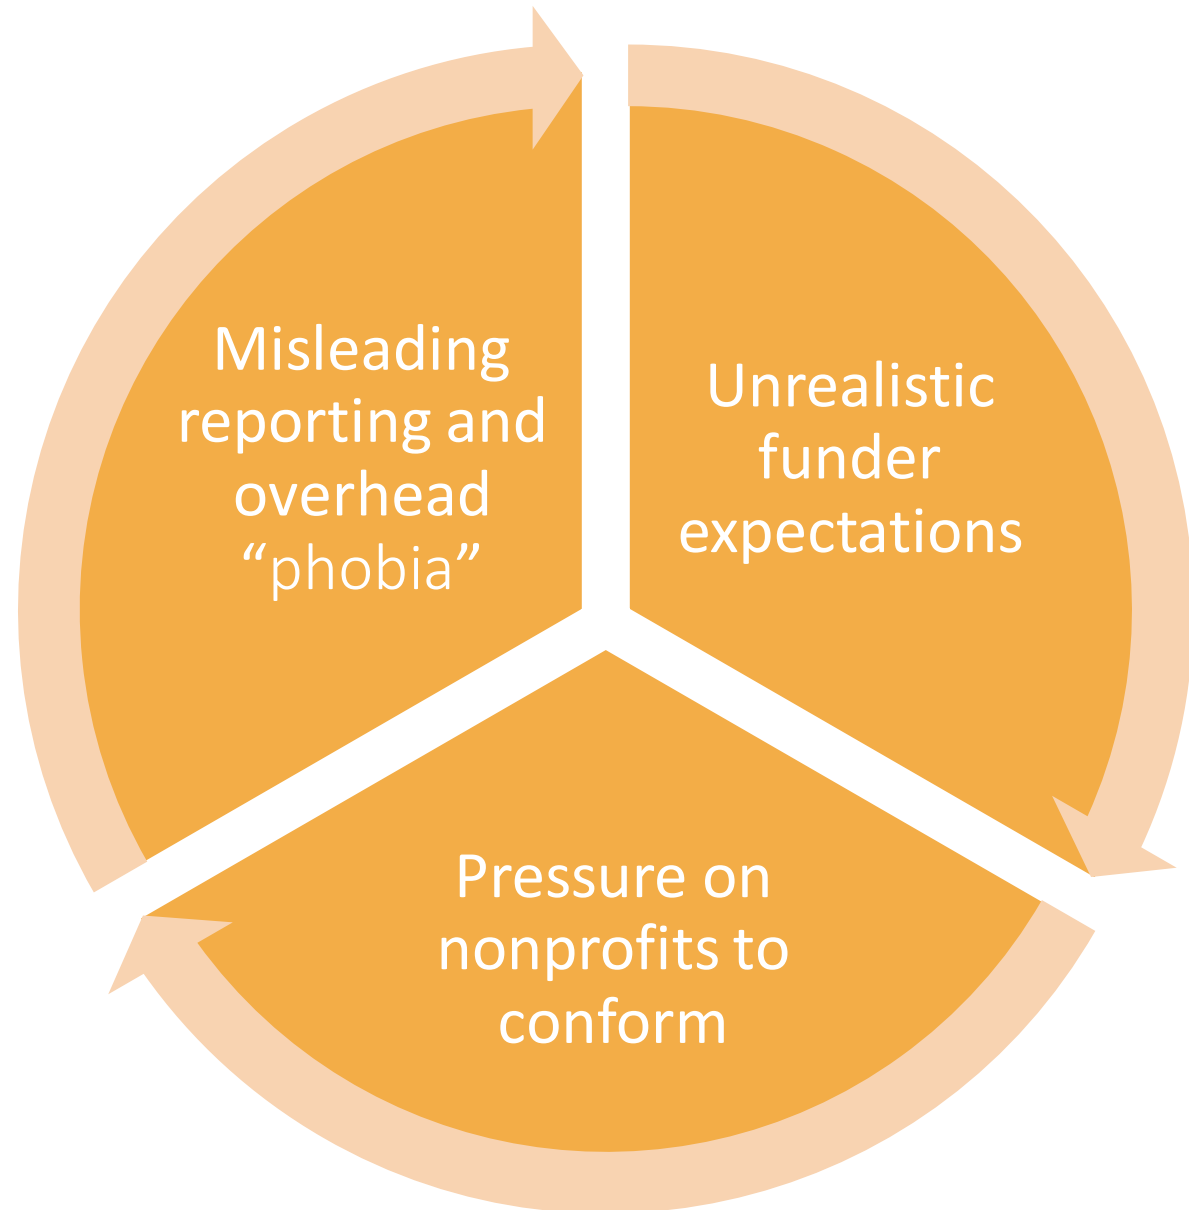 Misleading
reporting and
overhead
“phobia”
Unrealistic
funder
expectations
Pressure on
nonprofits to
conform